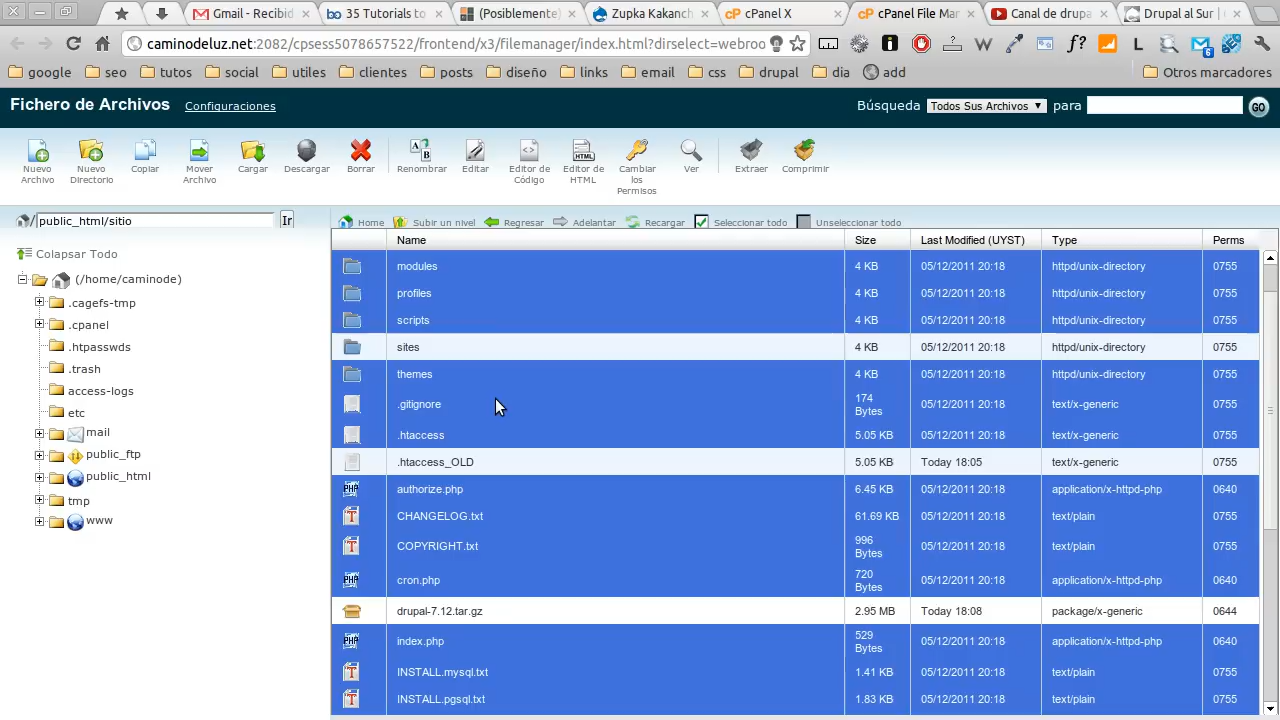 Gmail - Recibid
35 Tutorials to
(Posiblemente)
Zupka Kakanch
cPanel X
cPanel File Mar
Canal de drupa
Drupal al Sur |
caminodeluz.net:2082/cpsess5078657522/frontend/x3/filemanager/index.html?dirselect=webroo
google
seo
tutos
social
utiles
clientes
posts
diseño
links
email
css
drupal
dia
add
Otros marcadores
Fichero de Archivos
Configuraciones
Búsqueda
Todos Sus Archivos
para
GO
Nuevo Archivo
Nuevo Directorio
Copiar
Mover Archivo
Cargar
Descargar
Borrar
Renombrar
Editar
Editor de Código
Editor de HTML
Cambiar los Permisos
Ver
Extraer
Comprimir
/ public_html/sitio
Ir
Home
Subir un nivel
Regresar
Adelantar
Recargar
Seleccionar todo
Unseleccionar todo
Colapsar Todo
(/home/caminode)
.cagefs-tmp
.cpanel
.htpasswds
.trash
access-logs
etc
mail
public_ftp
public_html
tmp
www
Name Size Last Modified (UYST) Type Perms
modules 4 KB 05/12/2011 20:18 httpd/unix-directory 0755
profiles 4 KB 05/12/2011 20:18 httpd/unix-directory 0755
scripts 4 KB 05/12/2011 20:18 httpd/unix-directory 0755
sites 4 KB 05/12/2011 20:18 httpd/unix-directory 0755
themes 4 KB 05/12/2011 20:18 httpd/unix-directory 0755
.gitignore 174 Bytes 05/12/2011 20:18 text/x-generic 0755
.htaccess 5.05 KB 05/12/2011 20:18 text/x-generic 0755
.htaccess_OLD 5.05 KB Today 18:05 text/x-generic 0755
authorize.php 6.45 KB 05/12/2011 20:18 application/x-httpd-php 0640
CHANGELOG.txt 61.69 KB 05/12/2011 20:18 text/plain 0755
COPYRIGHT.txt 996 Bytes 05/12/2011 20:18 text/plain 0755
cron.php 720 Bytes 05/12/2011 20:18 application/x-httpd-php 0640
drupal-7.12.tar.gz 2.95 MB Today 18:08 package/x-generic 0644
index.php 529 Bytes 05/12/2011 20:18 application/x-httpd-php 0640
INSTALL.mysql.txt 1.41 KB 05/12/2011 20:18 text/plain 0755
INSTALL.pgsql.txt 1.83 KB 05/12/2011 20:18 text/plain 0755